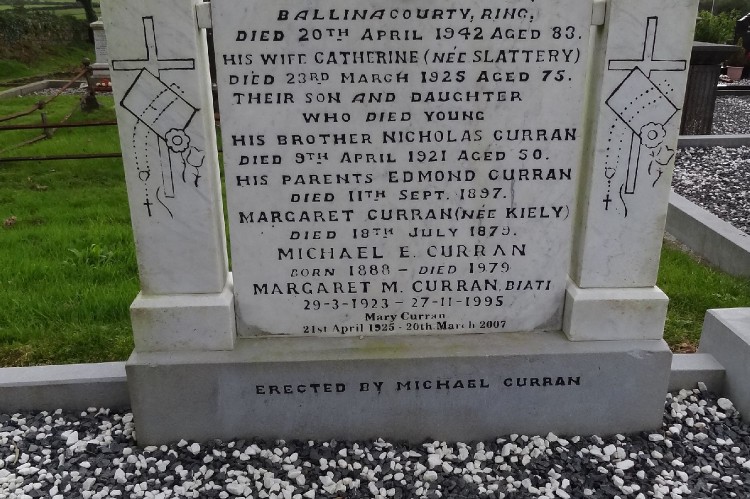 BALLINACOURTY, RING,
DIED 20TH APRIL 1942 AGED 83.
HIS WIFE CATHERINE (NÉE SLATTERY)
DIED 23RD MARCH 1925 AGED 75.
THEIR SON AND DAUGHTER
WHO DIED YOUNG
HIS BROTHER NICHOLAS CURRAN
DIED 9TH APRIL 1921 AGED 50.
HIS PARENTS EDMOND CURRAN
DIED 11TH SEPT. 1897.
MARGARET CURRAN (NÉE KIELY)
DIED 18TH JULY 1879.
MICHAEL E. CURRAN
BORN 1888 - DIED 1979
MARGARET M. CURRAN, BIATI
29-3-1923 - 27-11-1995
Mary Curran
21st April 1925 - 20th March 2007
ERECTED BY MICHAEL CURRAN